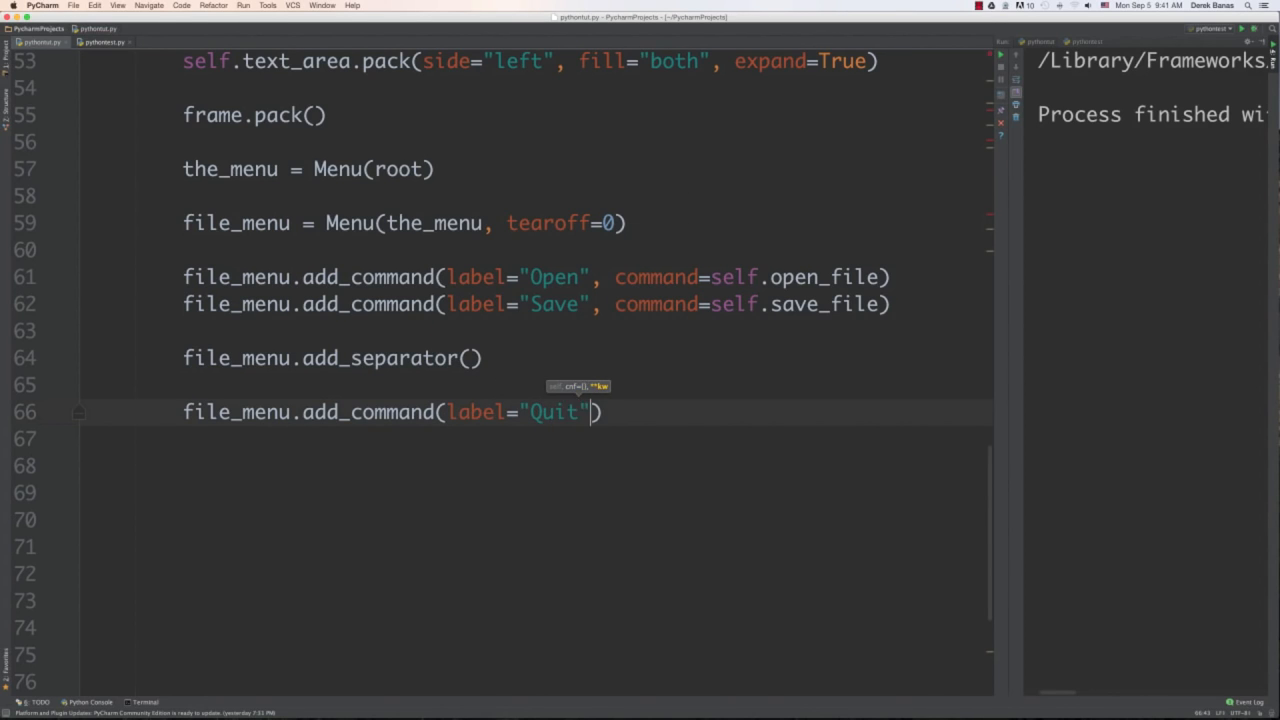 PyCharm File Edit View Navigate Code Refactor Run Tools VCS Window Help 10 Mon Sep 5 9:41 AM Derek Banas
pythontut.py - PycharmProjects - [~/PycharmProjects]
PycharmProjects pythontut.py pythontest
pythontut.py pythontest.py Run: pythontut pythontest
53 self.text_area.pack(side="left", fill="both", expand=True) /Library/Frameworks
54
55 frame.pack() Process finished wi
56
57 the_menu = Menu(root)
58
59 file_menu = Menu(the_menu, tearoff=0)
60
61 file_menu.add_command(label="Open", command=self.open_file)
62 file_menu.add_command(label="Save", command=self.save_file)
63
64 file_menu.add_separator()
65 self, cnf={}, **kw
66 file_menu.add_command(label="Quit")
67
68
69
70
71
72
73
74
75
76
1: Project
7: Structure
2: Favorites
6: TODO Python Console Terminal Event Log
Platform and Plugin Updates: PyCharm Community Edition is ready to update. (yesterday 7:51 PM) 66:43 UTF-8